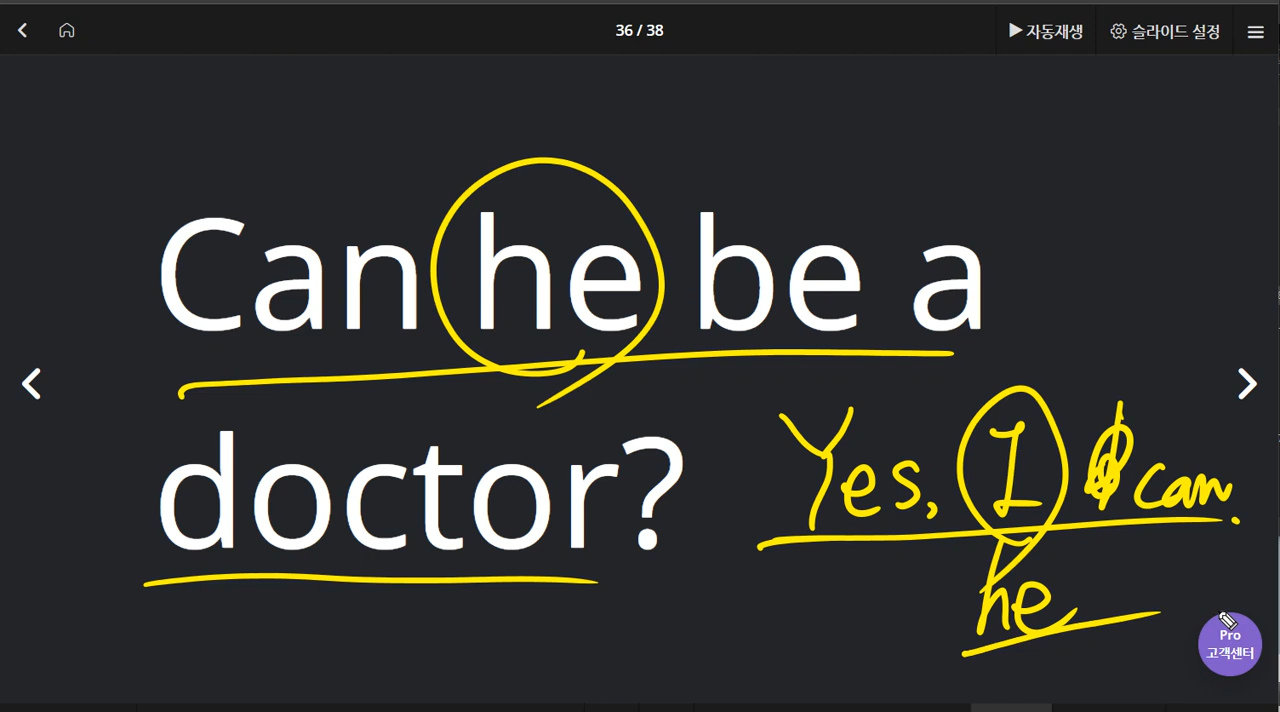 36 / 38
자동재생
슬라이드 설정
Can he be a
doctor?
Yes, I can.
he
Pro
고객센터